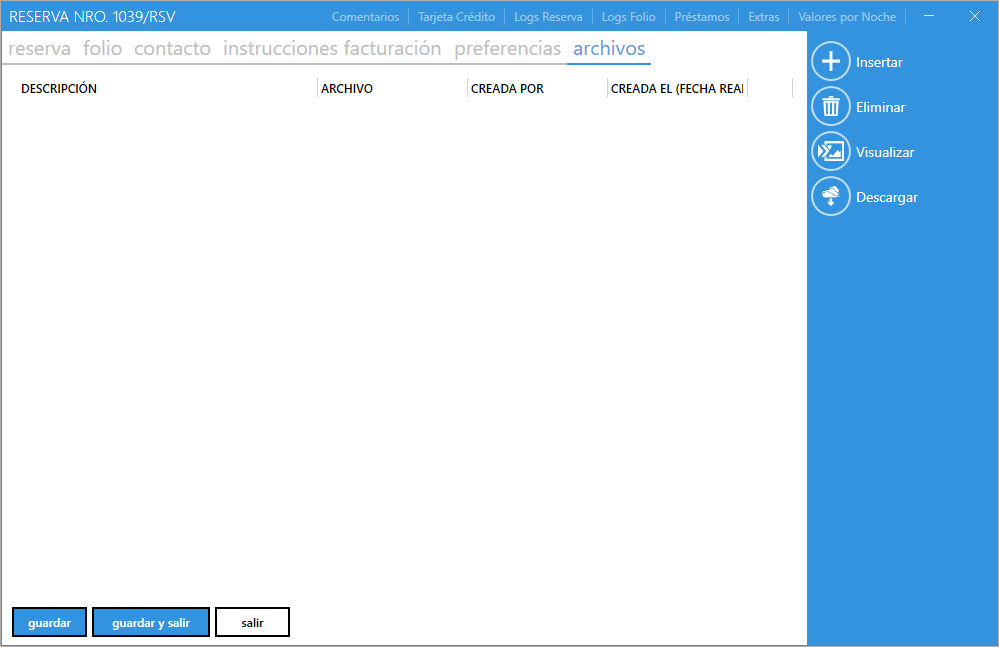 RESERVA NRO. 1039/RSV
Comentarios Tarjeta Crédito Logs Reserva Logs Folio Préstamos Extras Valores por Noche
reserva folio contacto instrucciones facturación preferencias archivos
DESCRIPCIÓN ARCHIVO CREADA POR CREADA EL (FECHA REAL
Insertar
Eliminar
Visualizar
Descargar
guardar guardar y salir salir